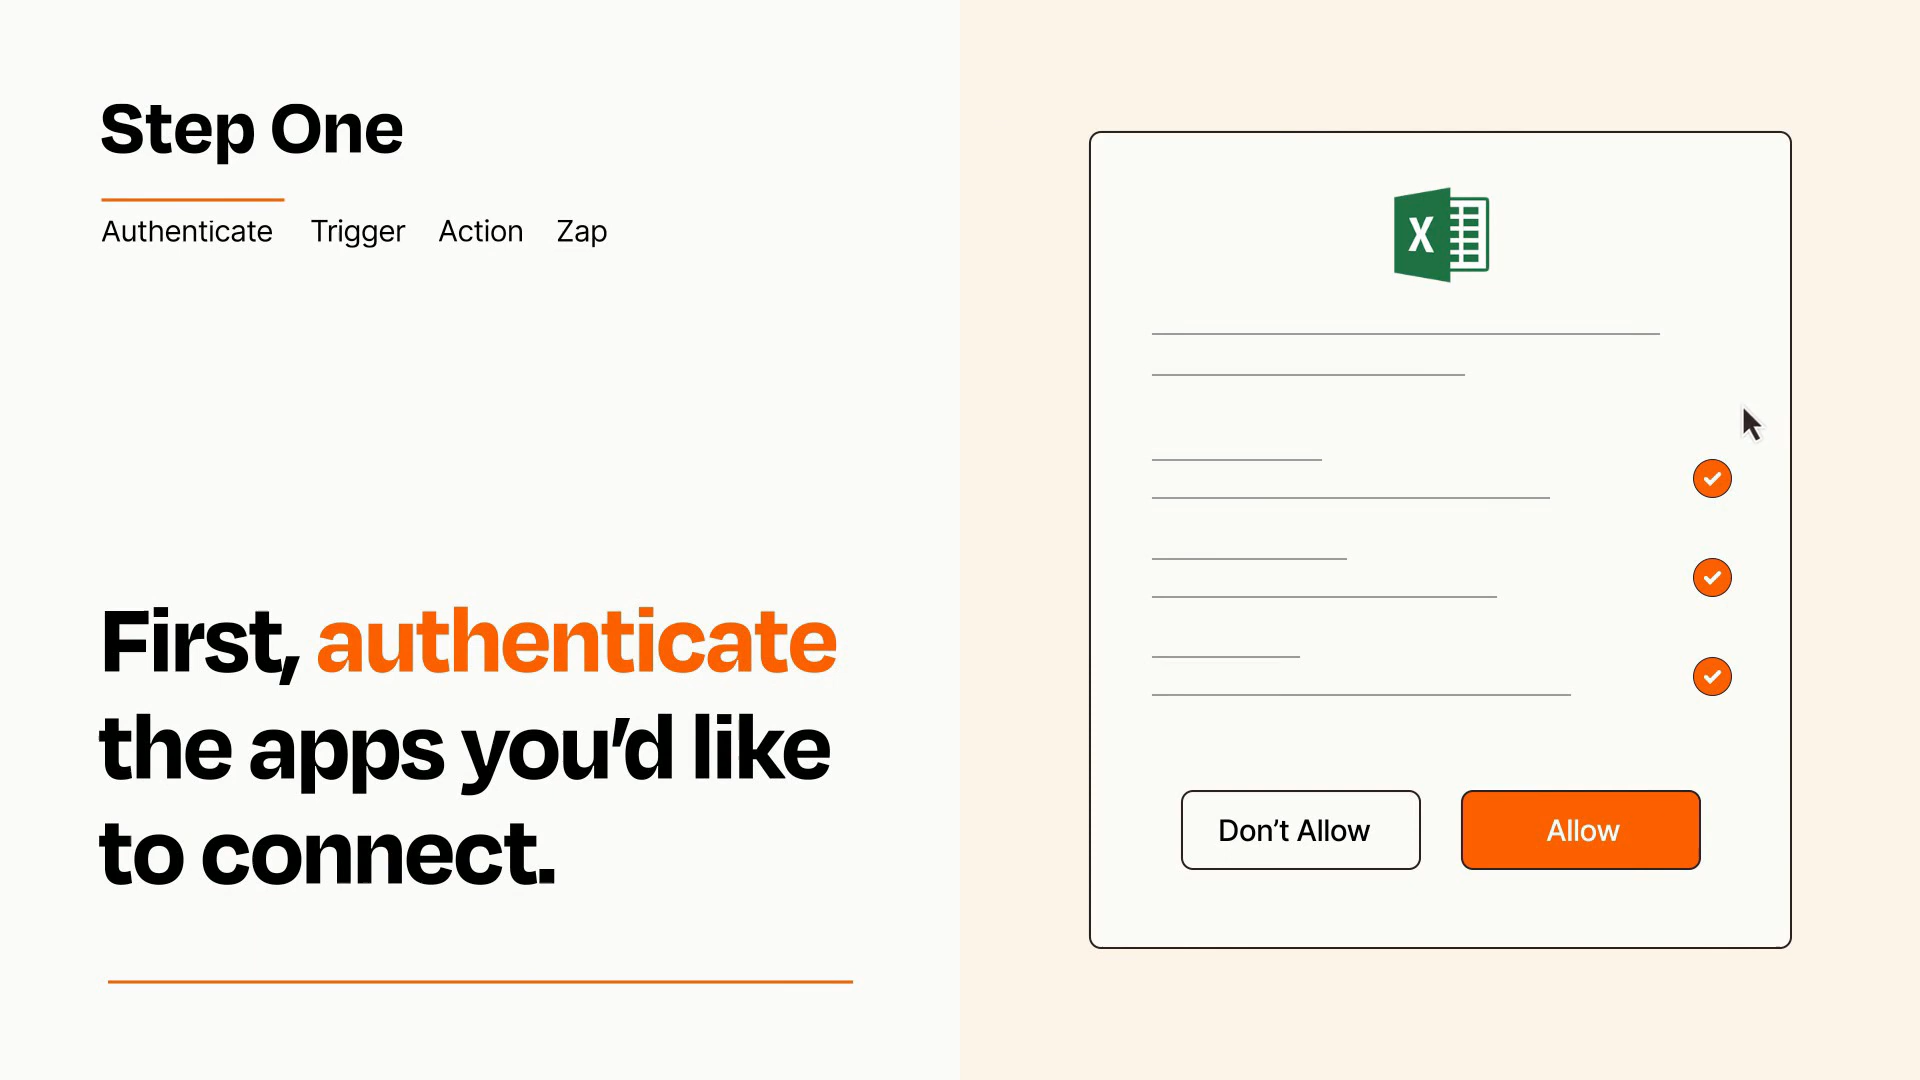 Step One
Authenticate Trigger Action Zap
First, authenticate
the apps you’d like
to connect.
X
Don’t Allow Allow